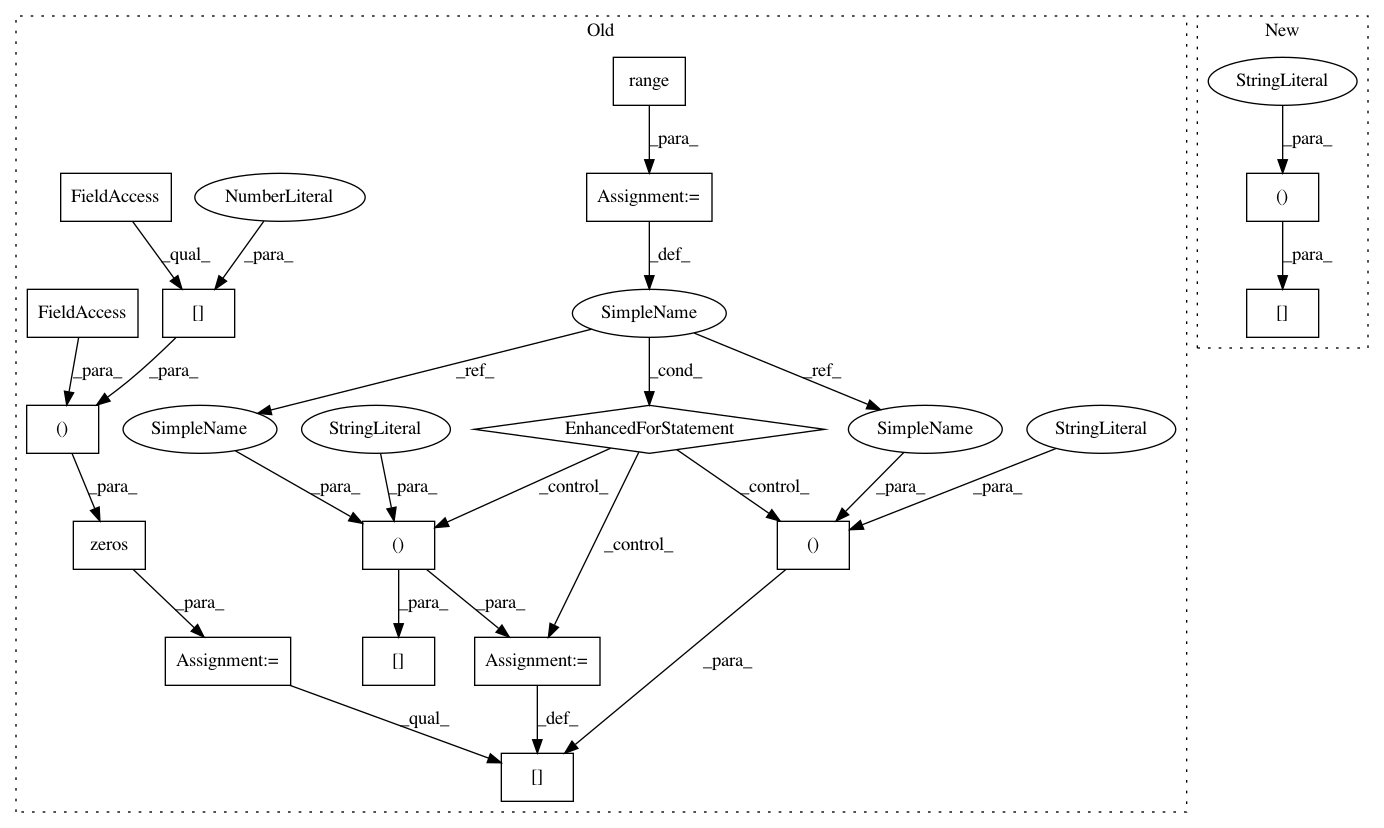 Old
New
range
StringLiteral
_para_
_para_
FieldAccess
NumberLiteral
Assignment:=
()
_qual_
_para_
_def_
_para_
FieldAccess
[]
SimpleName
[]
_para_
_para_
_ref_
_cond_
_ref_
()
SimpleName
StringLiteral
EnhancedForStatement
SimpleName
StringLiteral
_para_
_para_
_para_
_control_
_control_
_para_
_para_
zeros
()
_control_
()
_para_
_para_
_para_
Assignment:=
[]
Assignment:=
_para_
_qual_
_def_
[]